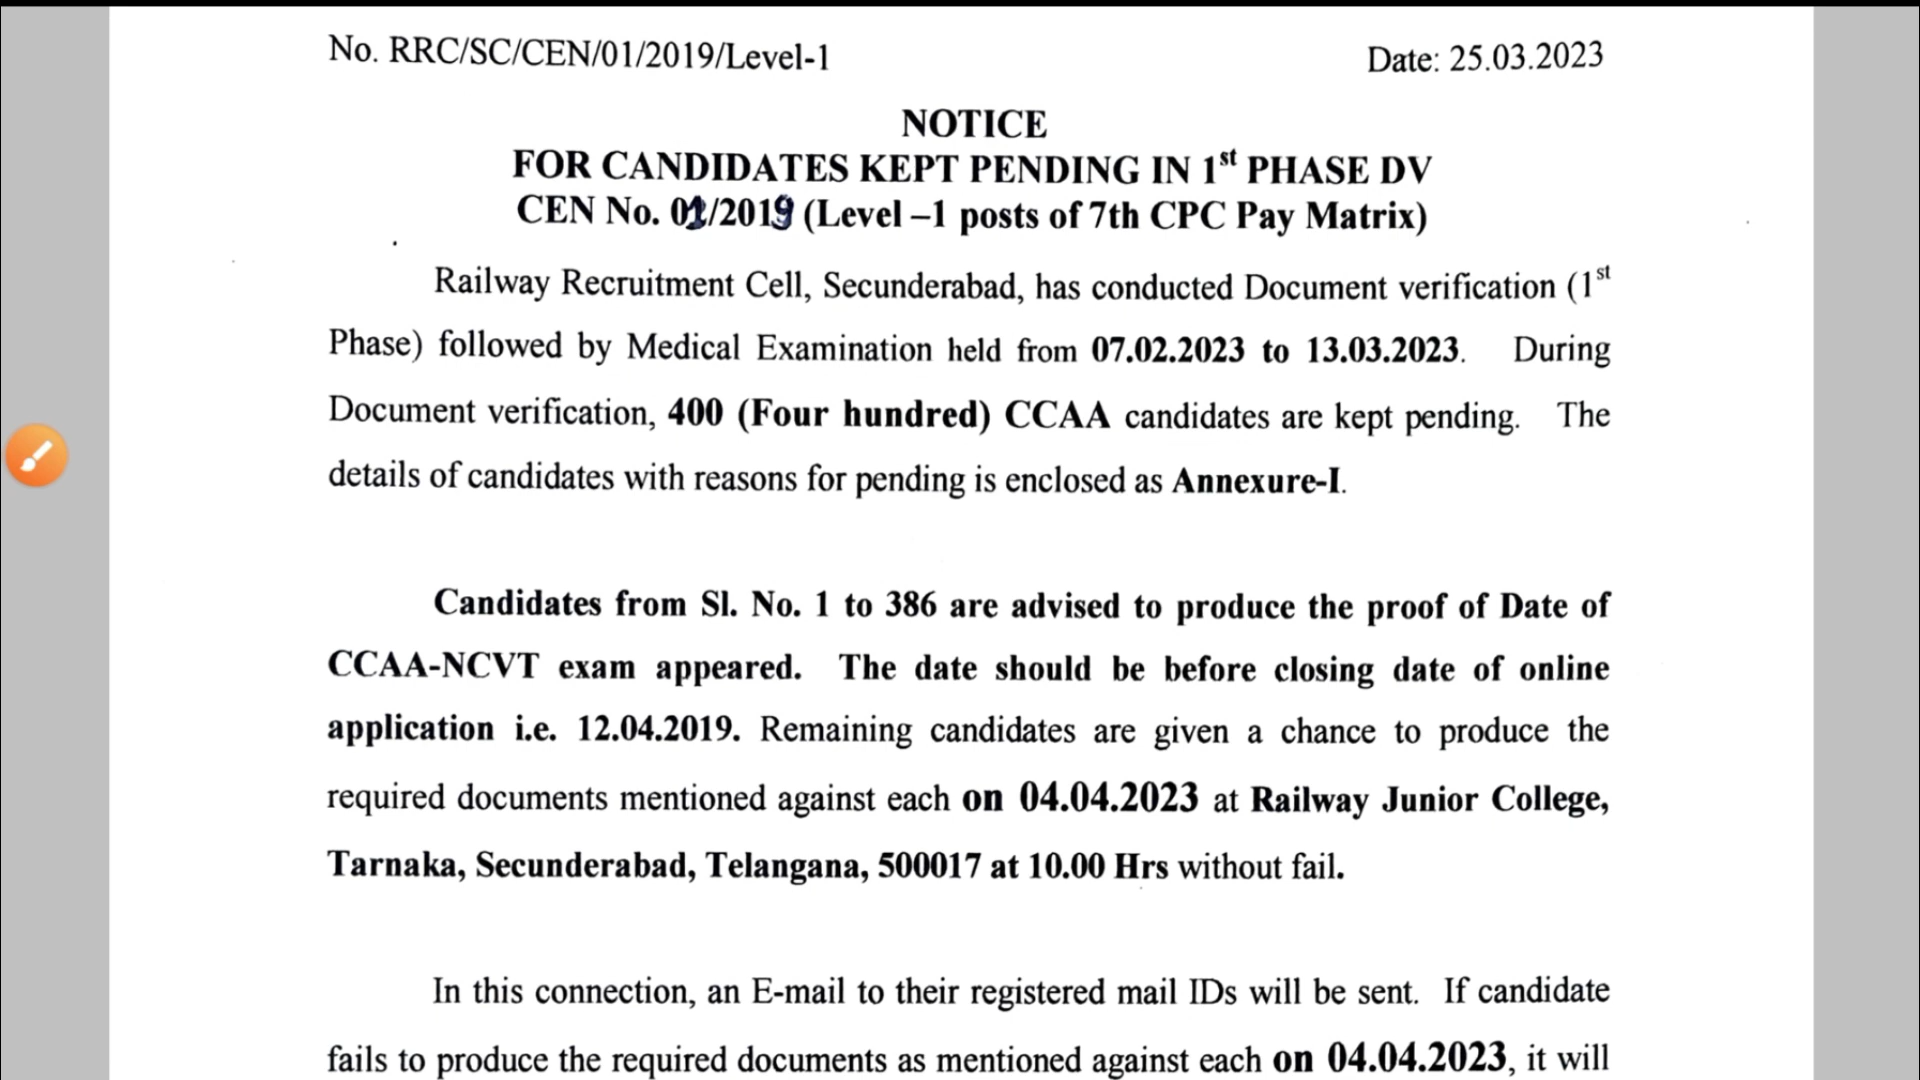 No. RRC/SC/CEN/01/2019/Level-1 Date: 25.03.2023
NOTICE
FOR CANDIDATES KEPT PENDING IN 1st PHASE DV
CEN No. 01/2019 (Level –1 posts of 7th CPC Pay Matrix)
Railway Recruitment Cell, Secunderabad, has conducted Document verification (1st
Phase) followed by Medical Examination held from 07.02.2023 to 13.03.2023. During
Document verification, 400 (Four hundred) CCAA candidates are kept pending. The
details of candidates with reasons for pending is enclosed as Annexure-I.
Candidates from Sl. No. 1 to 386 are advised to produce the proof of Date of
CCAA-NCVT exam appeared. The date should be before closing date of online
application i.e. 12.04.2019. Remaining candidates are given a chance to produce the
required documents mentioned against each on 04.04.2023 at Railway Junior College,
Tarnaka, Secunderabad, Telangana, 500017 at 10.00 Hrs without fail.
In this connection, an E-mail to their registered mail IDs will be sent. If candidate
fails to produce the required documents as mentioned against each on 04.04.2023, it will